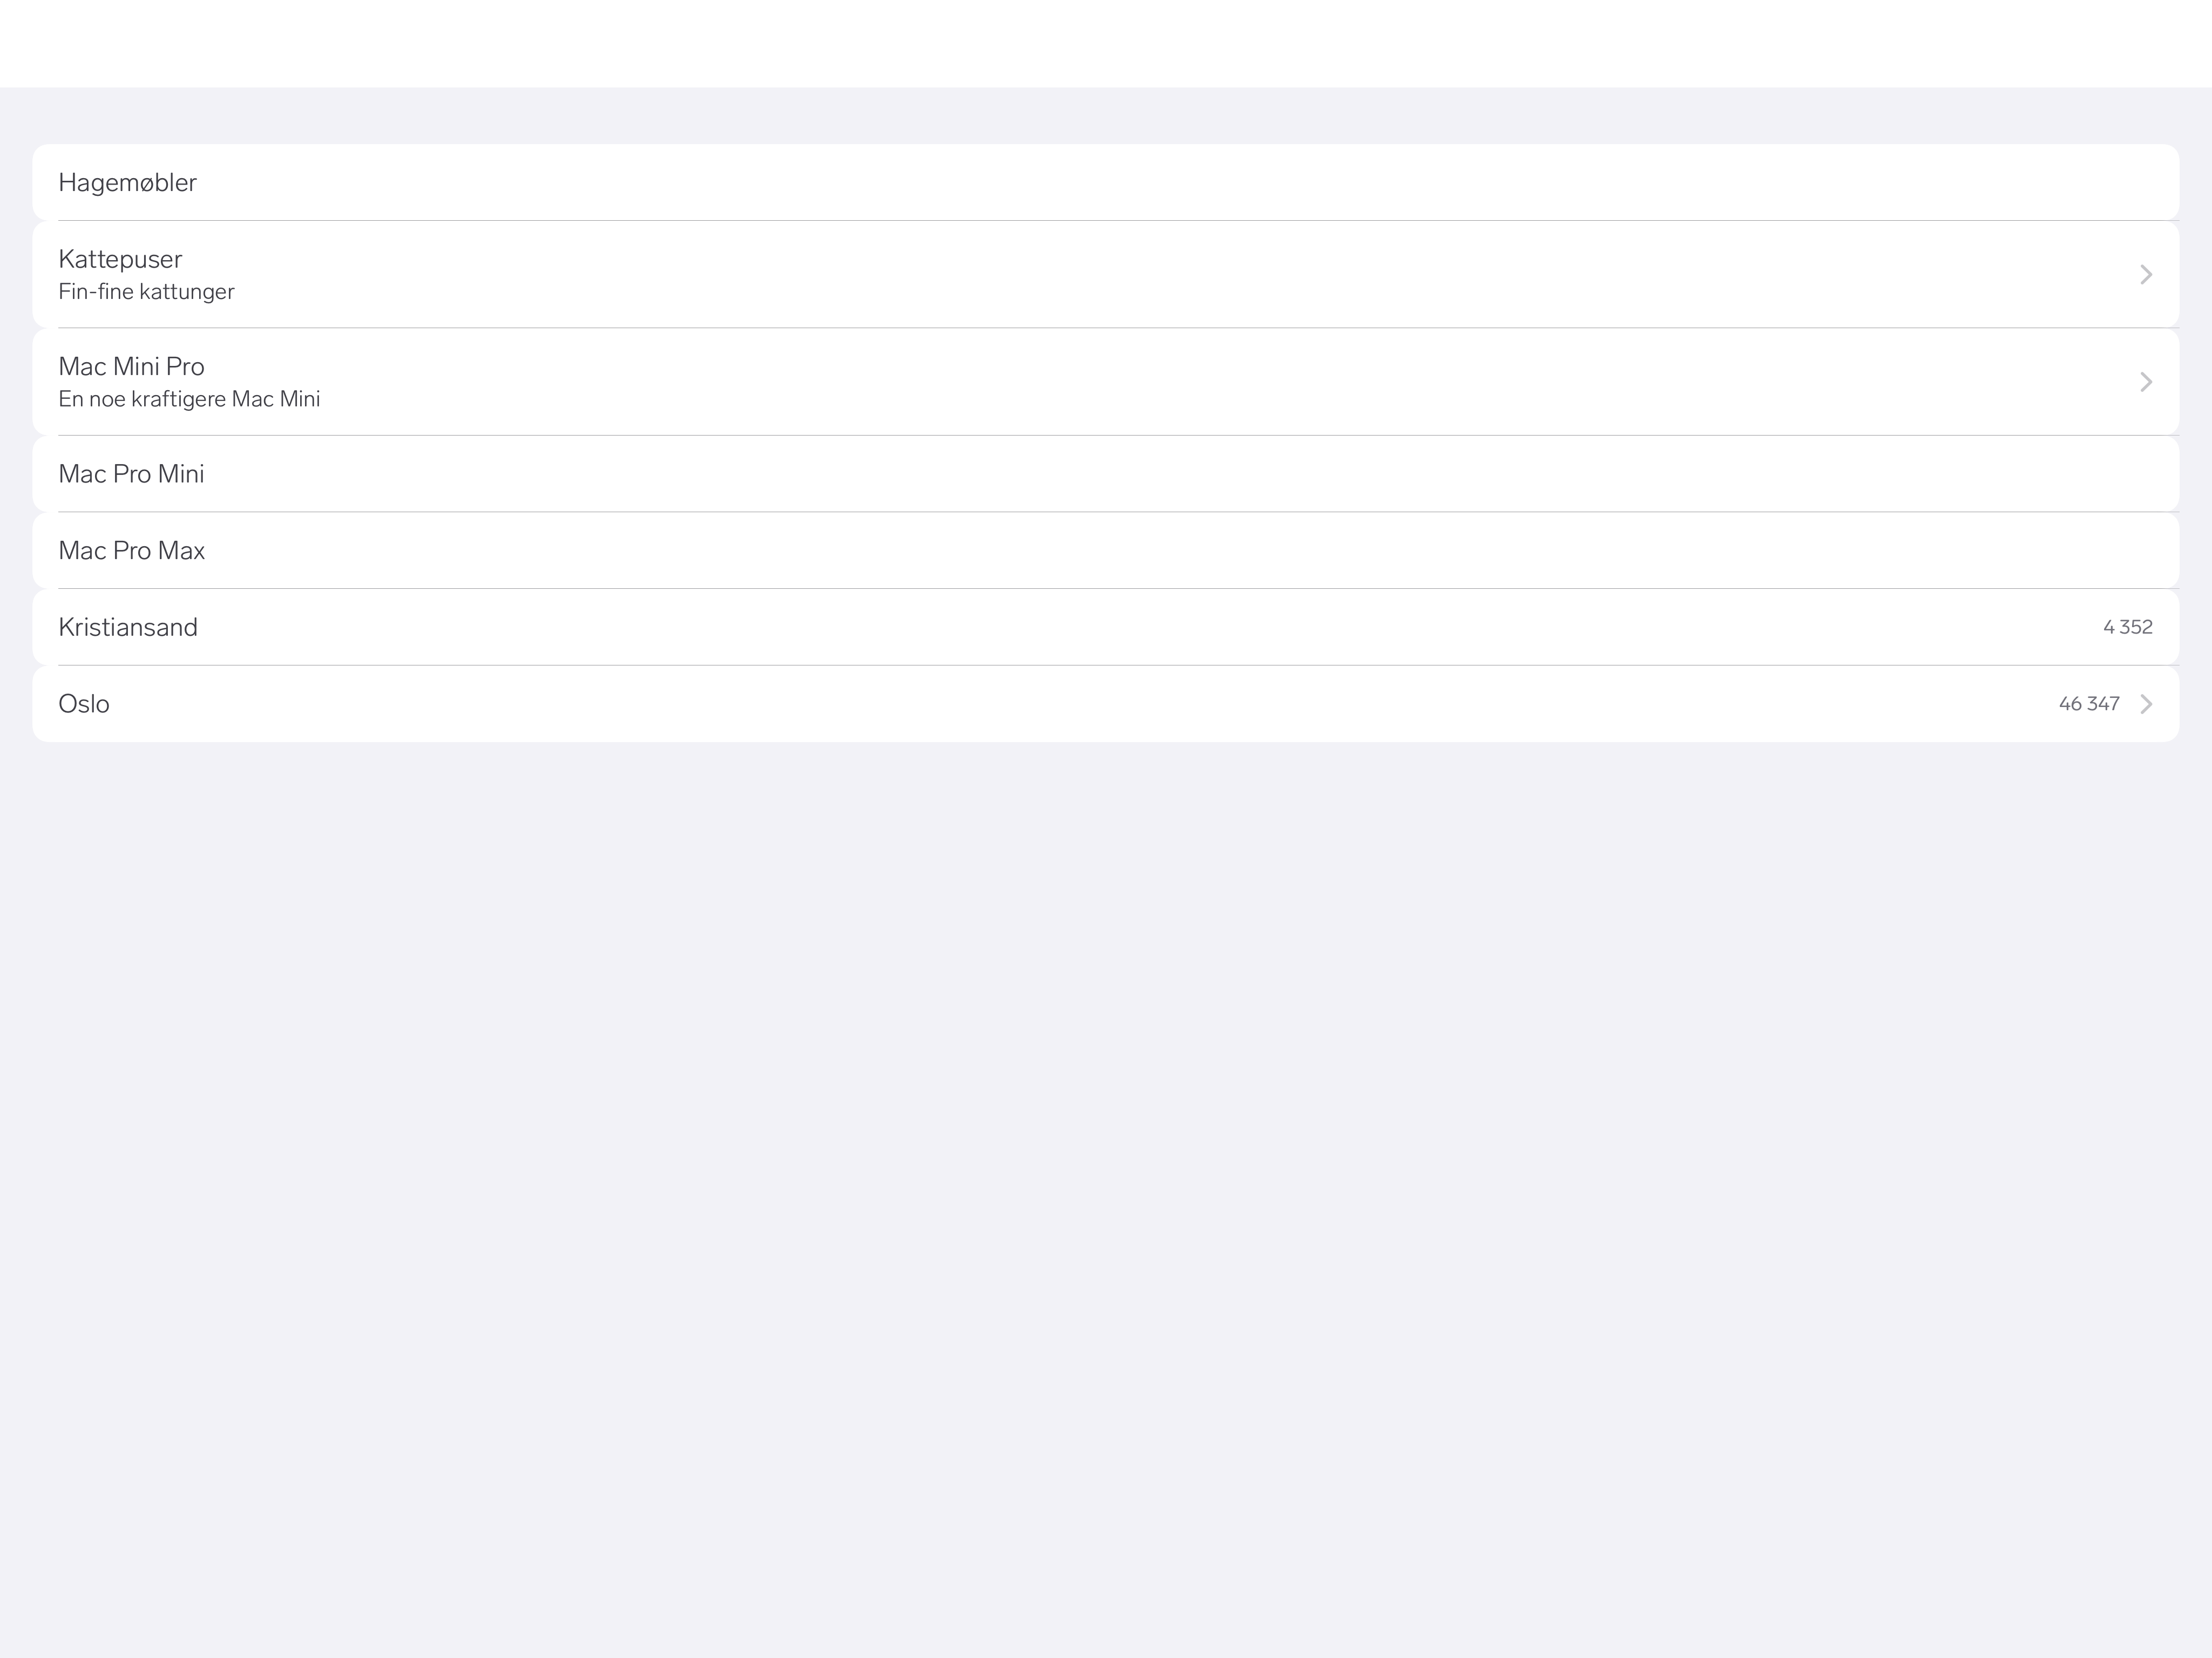 Hagemøbler
Kattepuser
Fin-fine kattunger
Mac Mini Pro
En noe kraftigere Mac Mini
Mac Pro Mini
Mac Pro Max
Kristiansand 4 352
Oslo 46 347